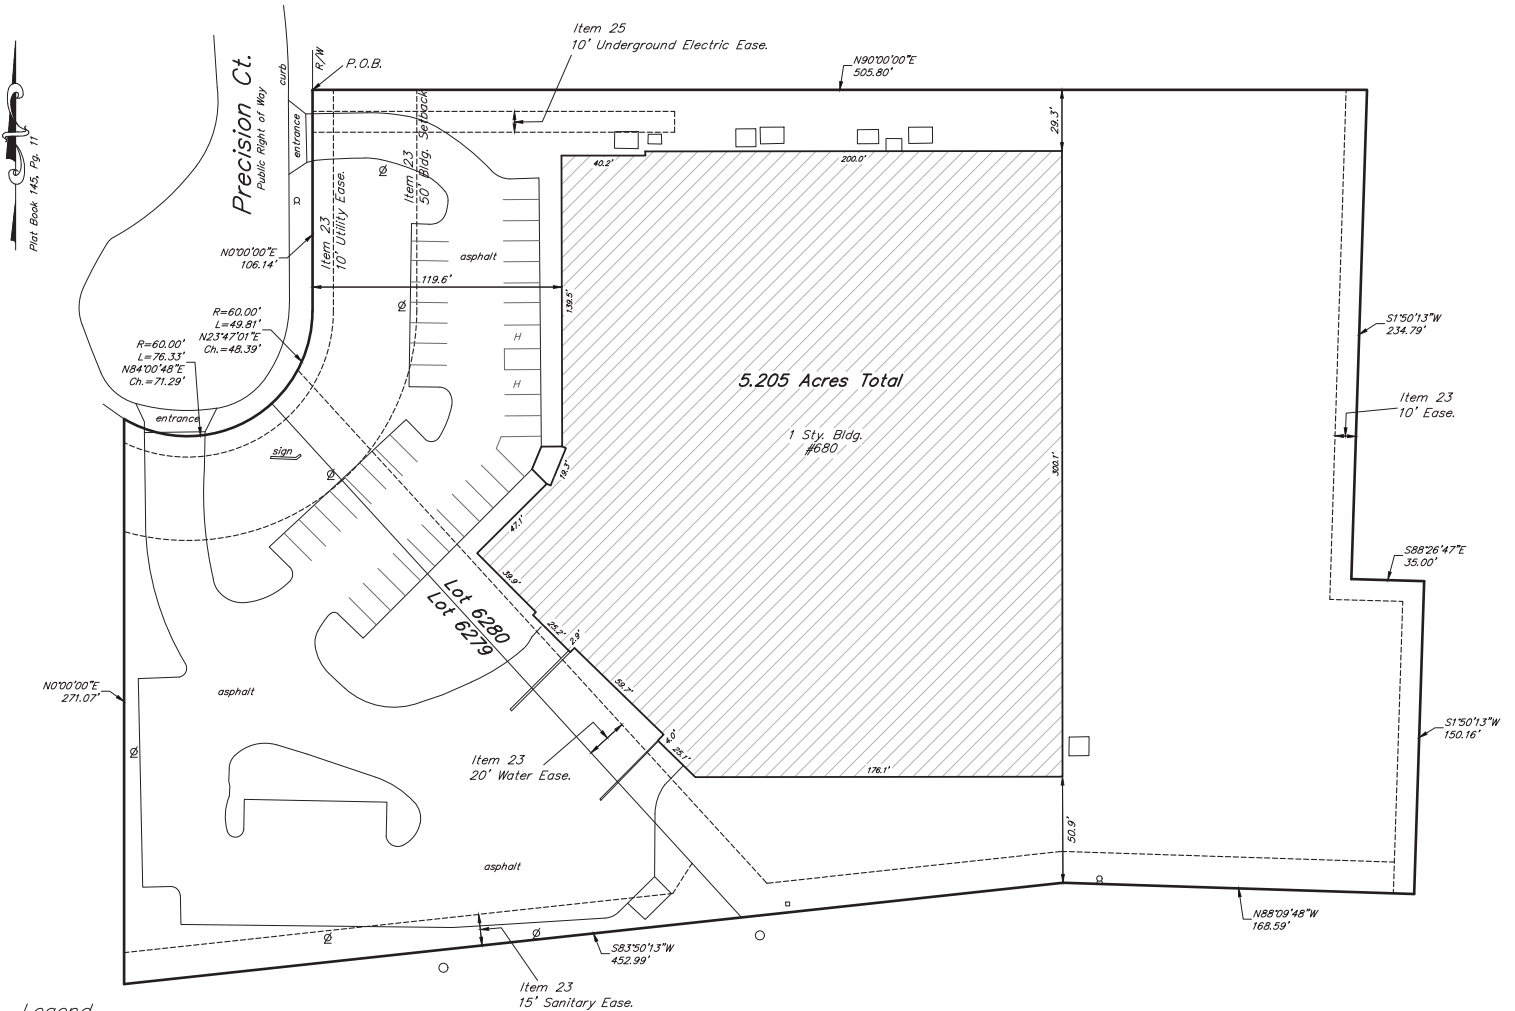 Item 25
10' Underground Electric Ease.
N90°00'00"E
505.80'
R/W
P.O.B.
curb
Precision Ct.
Public Right of Way
entrance
Plat Book 145, Pg. 11
29.3'
Item 23
50' Bldg. Setback
Item 23
10' Utility Ease.
40.2'
200.0'
N0°00'00"E
106.14'
asphalt
119.6'
139.5'
R=60.00'
L=49.81'
N23°47'01"E
Ch.=48.39'
R=60.00'
L=76.33'
N84°00'48"E
Ch.=71.29'
H
H
S1°50'13"W
234.79'
5.205 Acres Total
1 Sty. Bldg.
#680
Item 23
10' Ease.
entrance
sign
19.3'
300.1'
47.1'
39.9'
S88°26'47"E
35.00'
Lot 6280
Lot 6279
25.2'
2.9'
59.7'
N0°00'00"E
271.07'
asphalt
S1°50'13"W
150.16'
4.0'
25.1'
Item 23
20' Water Ease.
176.1'
50.9'
asphalt
N88°09'48"W
168.59'
S83°50'13"W
452.99'
Item 23
15' Sanitary Ease.
Legend